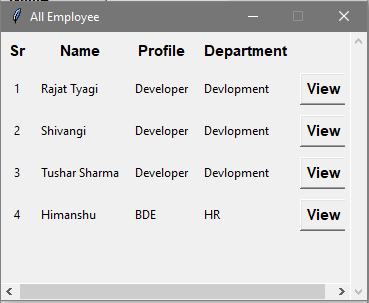 All Employee
Sr Name Profile Department
1 Rajat Tyagi Developer Devlopment View
2 Shivangi Developer Devlopment View
3 Tushar Sharma Developer Devlopment View
4 Himanshu BDE HR View